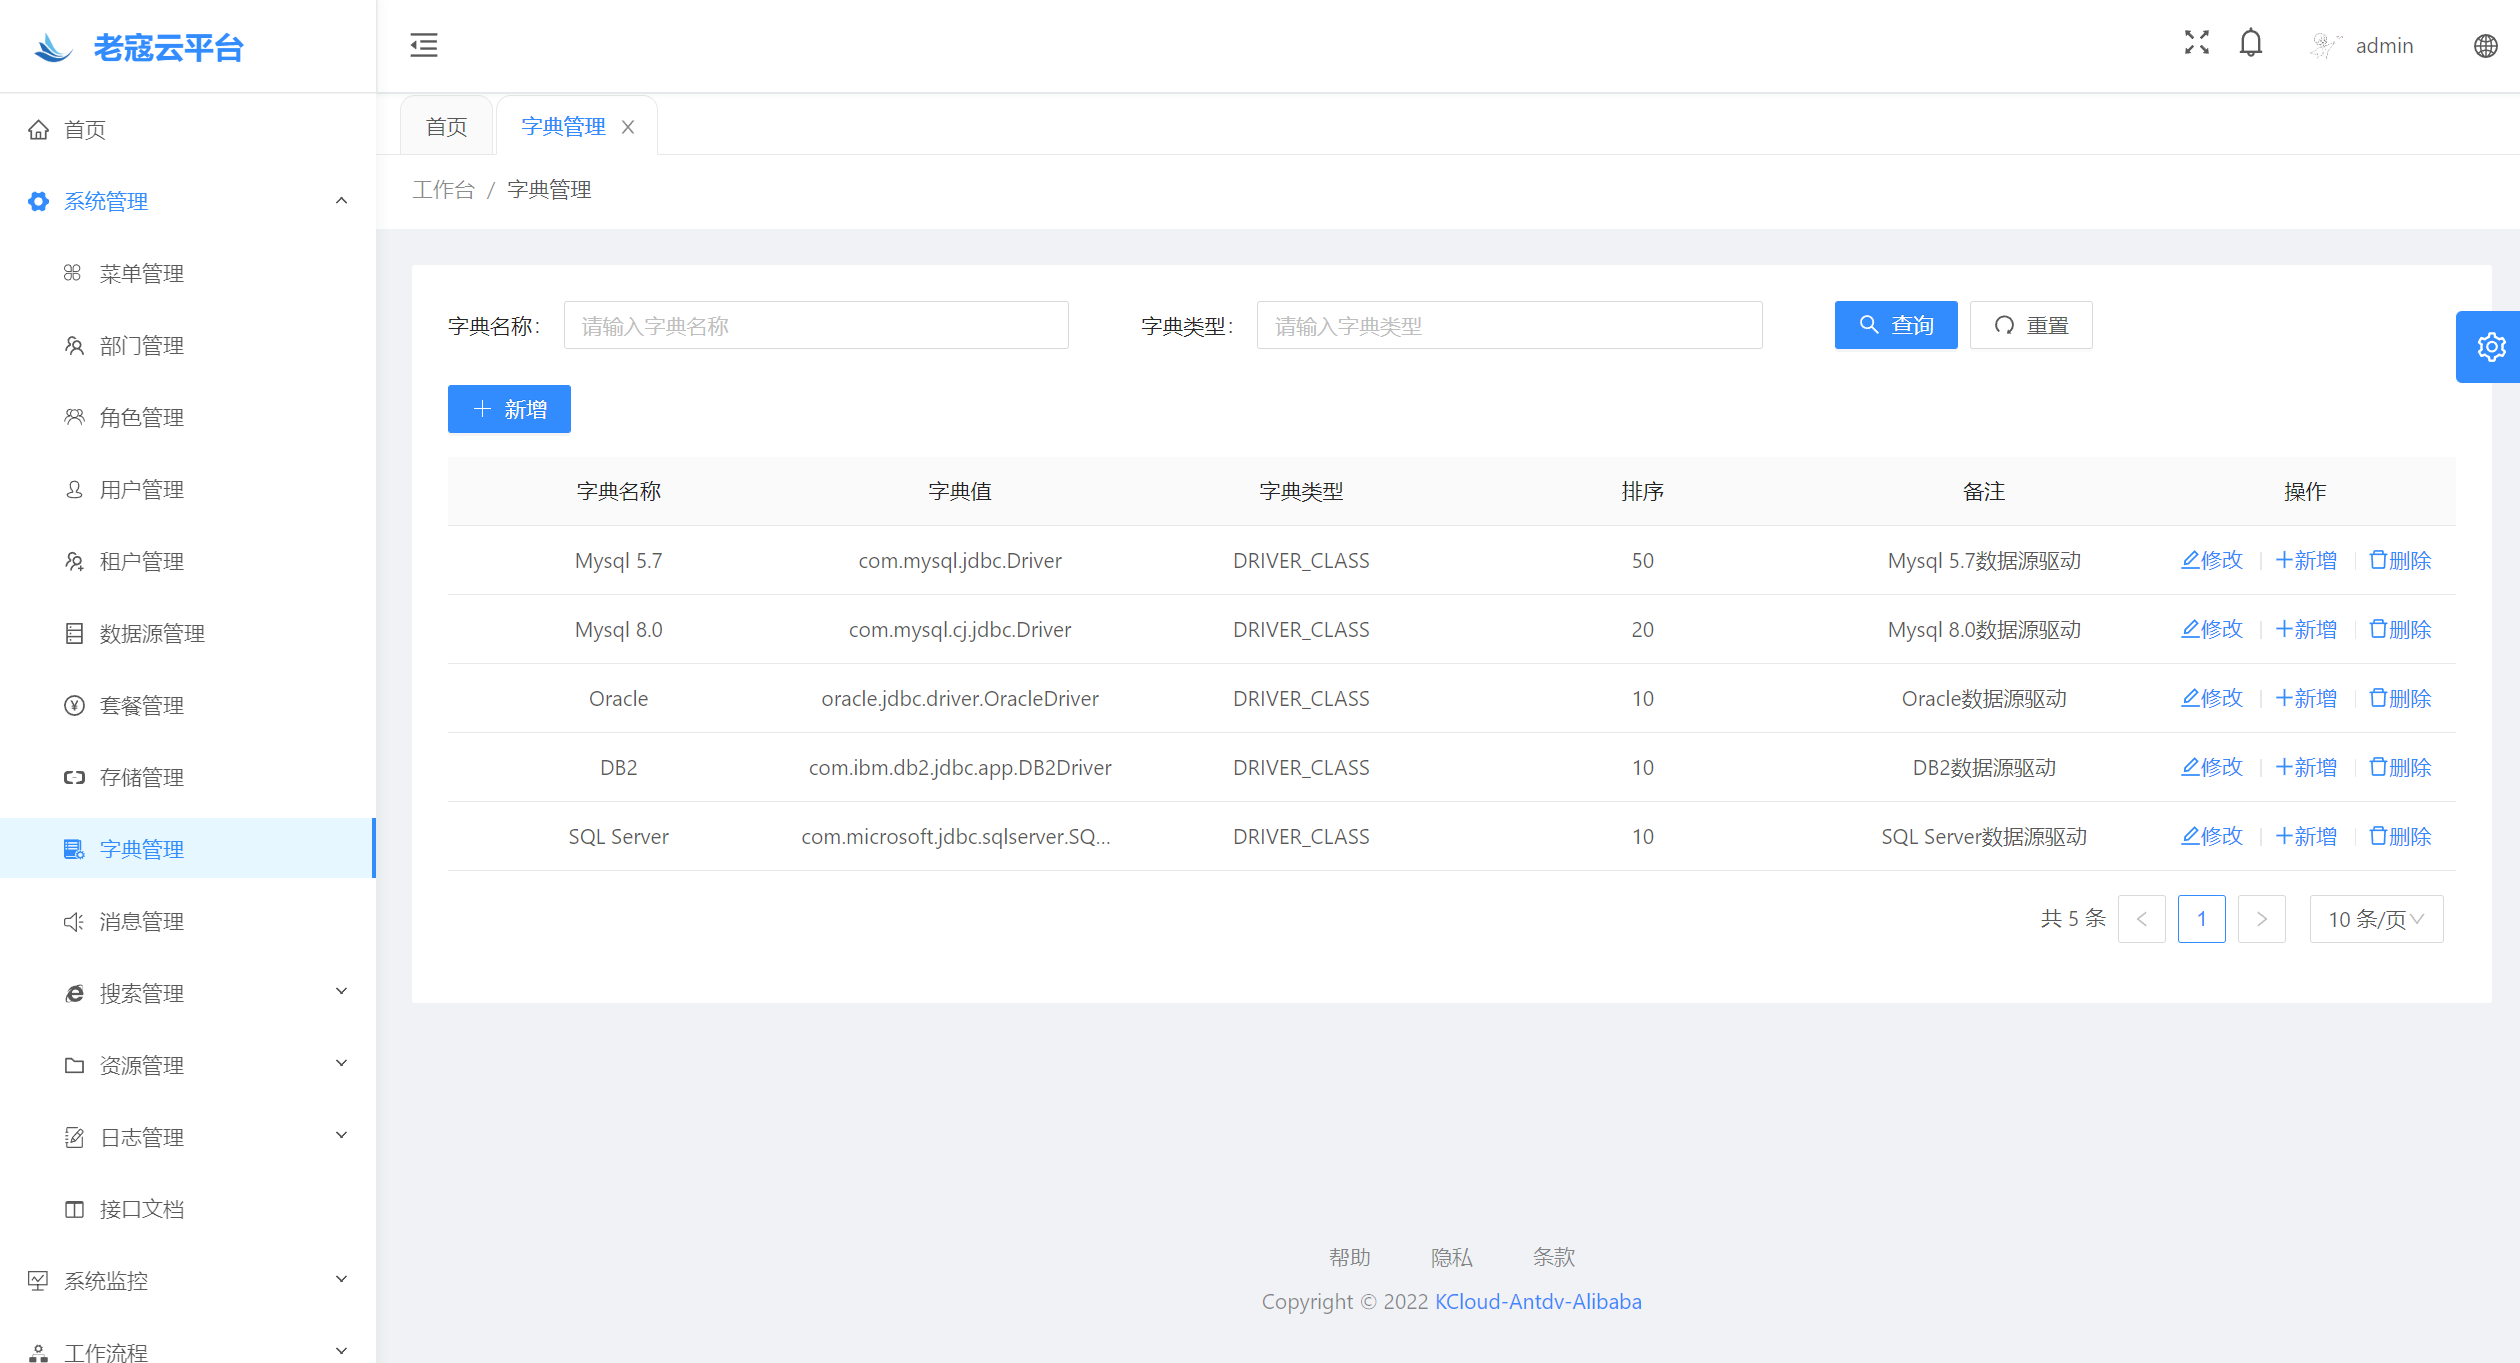 老寇云平台
admin
首页
字典管理
工作台 / 字典管理
首页
系统管理
菜单管理
部门管理
角色管理
用户管理
租户管理
数据源管理
套餐管理
存储管理
字典管理
消息管理
搜索管理
资源管理
日志管理
接口文档
系统监控
工作流程
字典名称: 请输入字典名称 字典类型: 请输入字典类型 查询 重置
新增
字典名称 字典值 字典类型 排序 备注 操作
Mysql 5.7 com.mysql.jdbc.Driver DRIVER_CLASS 50 Mysql 5.7数据源驱动 修改 新增 删除
Mysql 8.0 com.mysql.cj.jdbc.Driver DRIVER_CLASS 20 Mysql 8.0数据源驱动 修改 新增 删除
Oracle oracle.jdbc.driver.OracleDriver DRIVER_CLASS 10 Oracle数据源驱动 修改 新增 删除
DB2 com.ibm.db2.jdbc.app.DB2Driver DRIVER_CLASS 10 DB2数据源驱动 修改 新增 删除
SQL Server com.microsoft.jdbc.sqlserver.SQ... DRIVER_CLASS 10 SQL Server数据源驱动 修改 新增 删除
共 5 条 < 1 > 10 条/页
帮助 隐私 条款
Copyright © 2022 KCloud-Antdv-Alibaba